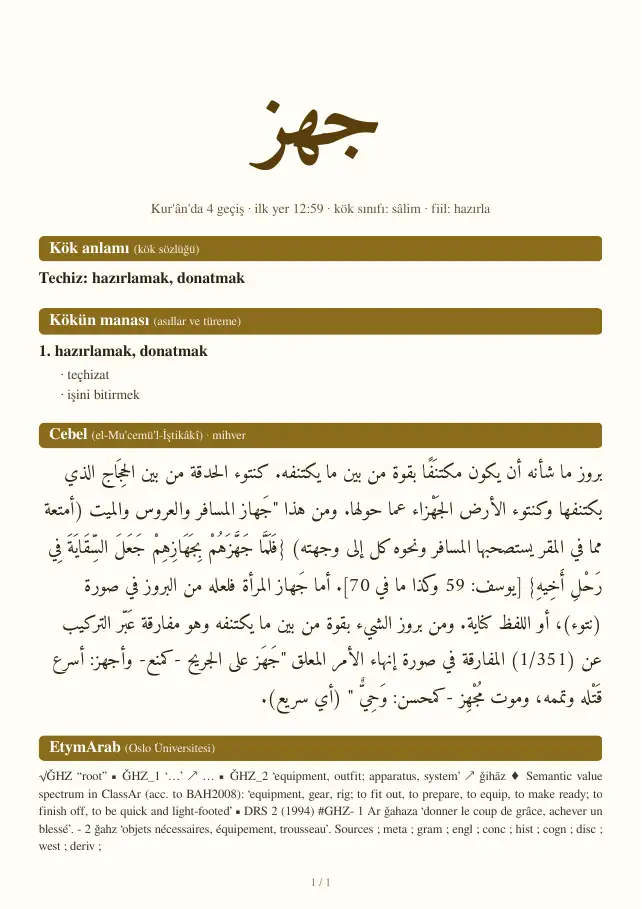 جهز
Kur'ân'da 4 geçiş · ilk yer 12:59 · kök sınıfı: sâlim · fiil: hazırla
Kök anlamı (kök sözlüğü)
Techiz: hazırlamak, donatmak
Kökün manası (asıllar ve türeme)
1. hazırlamak, donatmak
· teçhizat
· işini bitirmek
Cebel (el-Mu'cemü'l-İştikâkî) · mihver
بروز ما شأنه أن يكون مكتنَفًا بقوة من بين ما يكتنفه. كنتوء الحدقة من بين الحِجَاج الذي
يكتنفها وكنتوء الأرض الجَهْزاء عما حولها. ومن هذا "جَهاز المسافر والعروس والميت (أمتعة
مما في المقر يستصحبها المسافر ونحوه كل إلى وجهته) {فَلَمَّا جَهَّزَهُمْ بِجَهَازِهِمْ جَعَلَ السِّقَايَةَ فِي
رَحْلِ أَخِيهِ} [يوسف: 59 وكذا ما في 70]. أما جَهاز المرأة فلعله من البروز في صورة
(نتوء)، أو اللفظ كناية. ومن بروز الشيء بقوة من بين ما يكتنفه وهو مفارقة عَبّر التركيب
عن (1/351) المفارقة في صورة إنهاء الأمر المعلق "جَهَز على الجريح -كمنع- وأجهز: أسرع
قَتْله وتممه، وموت مُجْهِز -كمحسن: وَحِيٌّ " (أي سريع).
EtymArab (Oslo Üniversitesi)
√ǦHZ “root” ▪ ǦHZ_1 ‘…’ ↗ … ▪ ǦHZ_2 ‘equipment, outfit; apparatus, system’ ↗ ǧihāz ♦ Semantic value
spectrum in ClassAr (acc. to BAH2008): ‘equipment, gear, rig; to fit out, to prepare, to equip, to make ready; to
finish off, to be quick and light-footed’ ▪ DRS 2 (1994) #GHZ- 1 Ar ǧahaza ‘donner le coup de grâce, achever un
blessé’. - 2 ǧahz ‘objets nécessaires, équipement, trousseau’. Sources ; meta ; gram ; engl ; conc ; hist ; cogn ; disc ;
west ; deriv ;
1 / 1